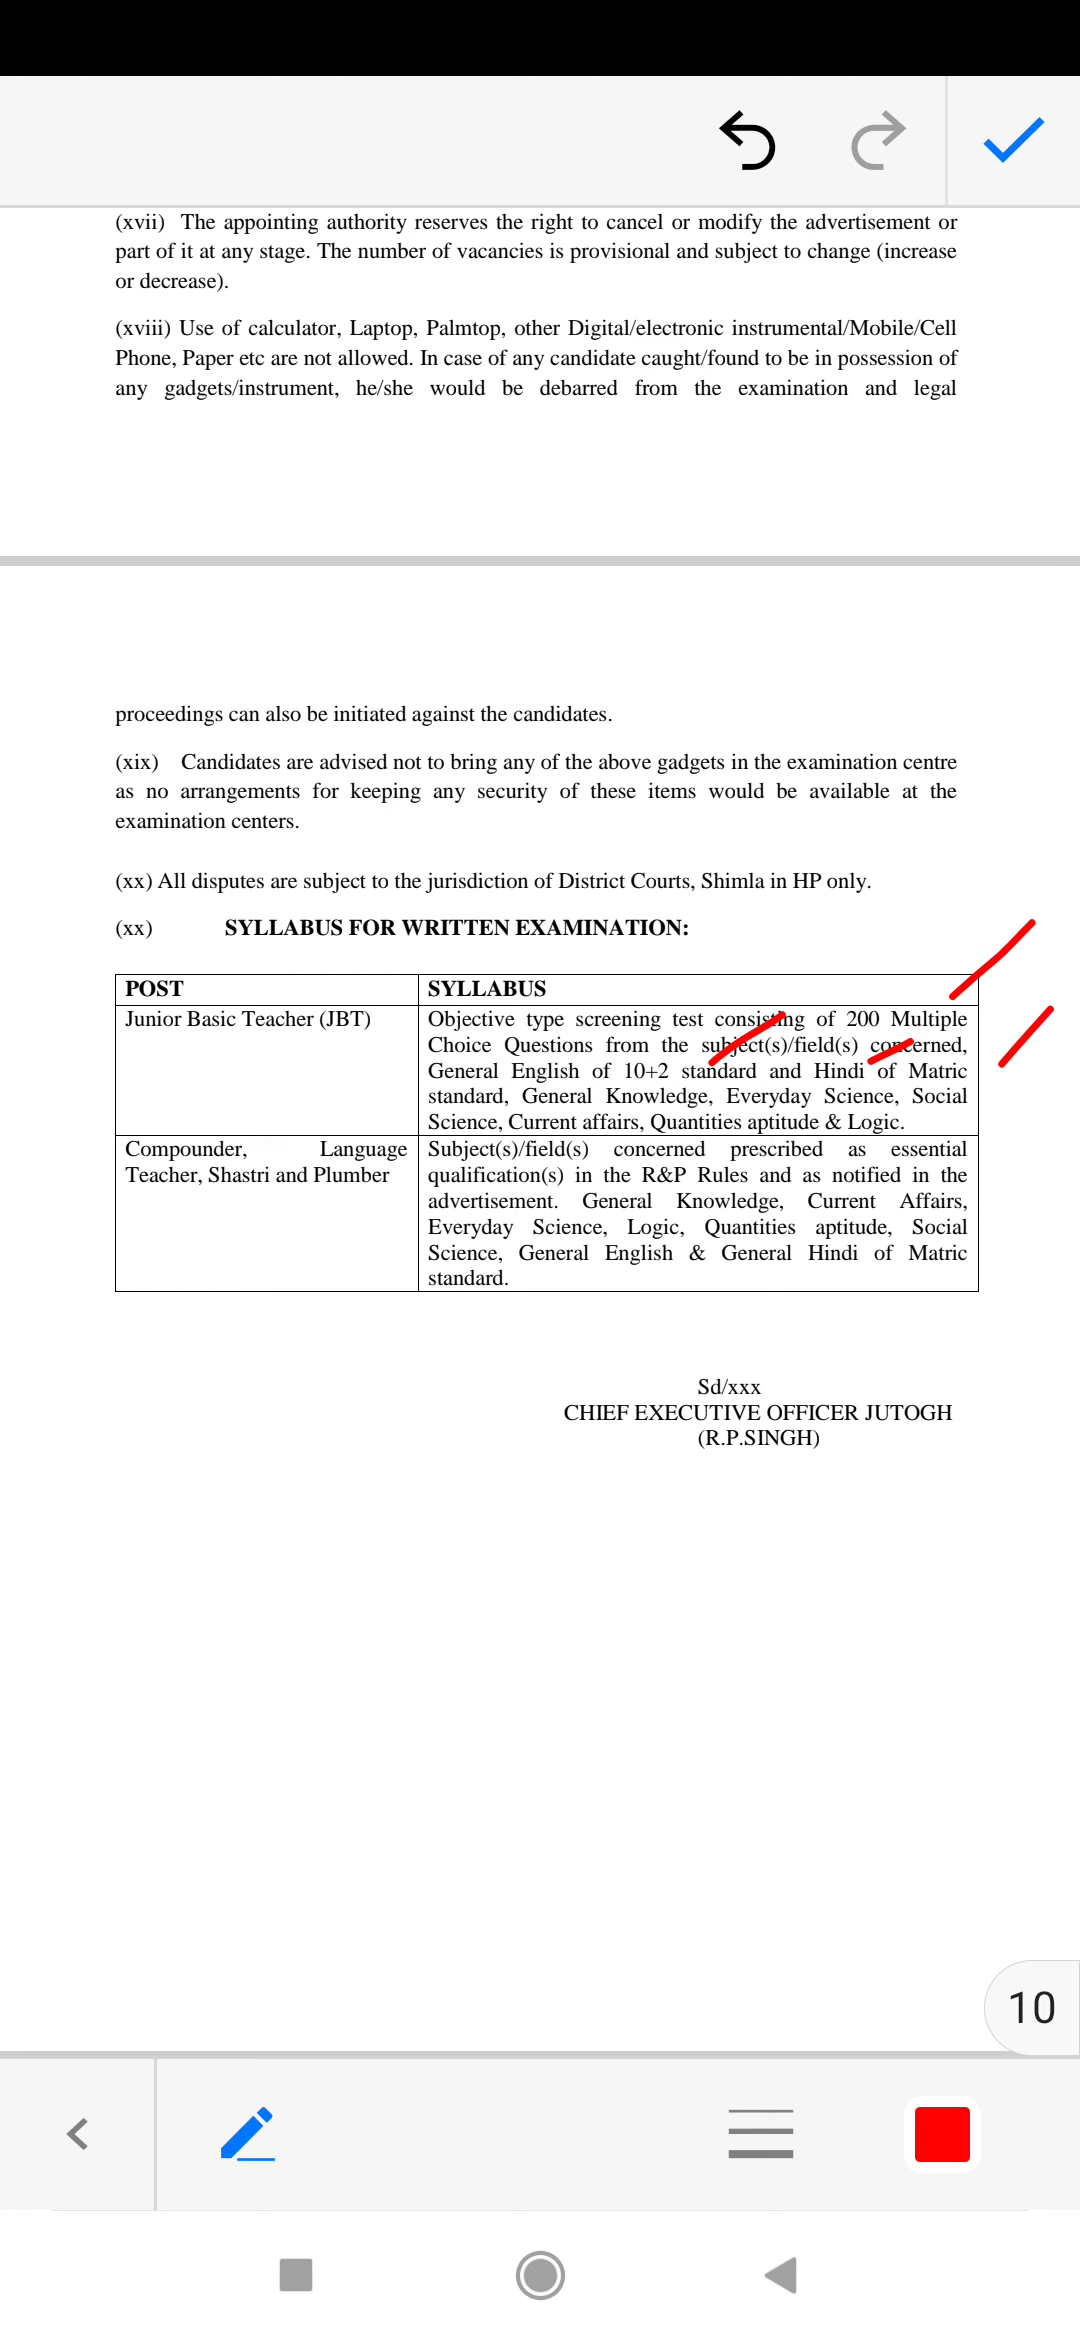 (xvii) The appointing authority reserves the right to cancel or modify the advertisement or
part of it at any stage. The number of vacancies is provisional and subject to change (increase
or decrease).
(xviii) Use of calculator, Laptop, Palmtop, other Digital/electronic instrumental/Mobile/Cell
Phone, Paper etc are not allowed. In case of any candidate caught/found to be in possession of
any gadgets/instrument, he/she would be debarred from the examination and legal
proceedings can also be initiated against the candidates.
(xix) Candidates are advised not to bring any of the above gadgets in the examination centre
as no arrangements for keeping any security of these items would be available at the
examination centers.
(xx) All disputes are subject to the jurisdiction of District Courts, Shimla in HP only.
(xx) SYLLABUS FOR WRITTEN EXAMINATION:
POST SYLLABUS
Junior Basic Teacher (JBT)
Objective type screening test consisting of 200 Multiple
Choice Questions from the subject(s)/field(s) concerned,
General English of 10+2 standard and Hindi of Matric
standard, General Knowledge, Everyday Science, Social
Science, Current affairs, Quantities aptitude & Logic.
Compounder, Language
Teacher, Shastri and Plumber
Subject(s)/field(s) concerned prescribed as essential
qualification(s) in the R&P Rules and as notified in the
advertisement. General Knowledge, Current Affairs,
Everyday Science, Logic, Quantities aptitude, Social
Science, General English & General Hindi of Matric
standard.
Sd/xxx
CHIEF EXECUTIVE OFFICER JUTOGH
(R.P.SINGH)
10